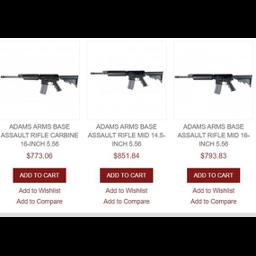 ADAMS ARMS BASE
ASSAULT RIFLE CARBINE
16-INCH 5.56
$773.06
ADD TO CART
Add to Wishlist
Add to Compare
ADAMS ARMS BASE
ASSAULT RIFLE MID 14.5-
INCH 5.56
$851.84
ADD TO CART
Add to Wishlist
Add to Compare
ADAMS ARMS BASE
ASSAULT RIFLE MID 16-
INCH 5.56
$793.83
ADD TO CART
Add to Wishlist
Add to Compare